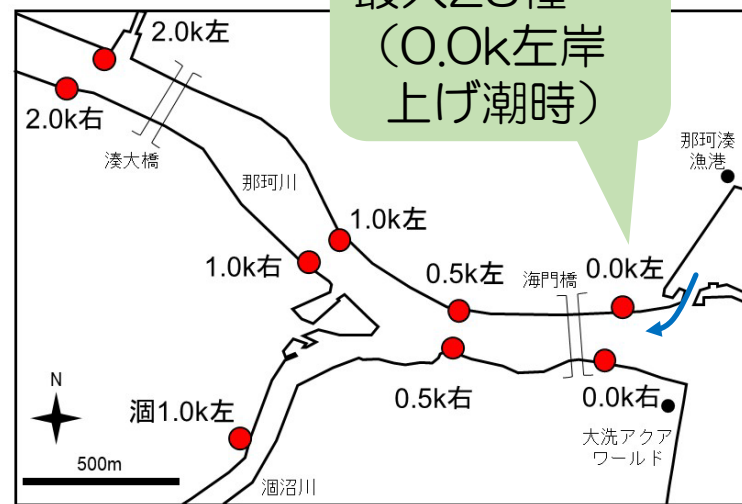 （0.0k左岸
上げ潮時）
2.0k左
2.0k右
湊大橋
那珂川
那珂湊
漁港
1.0k左
1.0k右
0.5k左
海門橋
0.0k左
0.5k右
0.0k右
大洗アクア
ワールド
N
涸1.0k左
500m
涸沼川